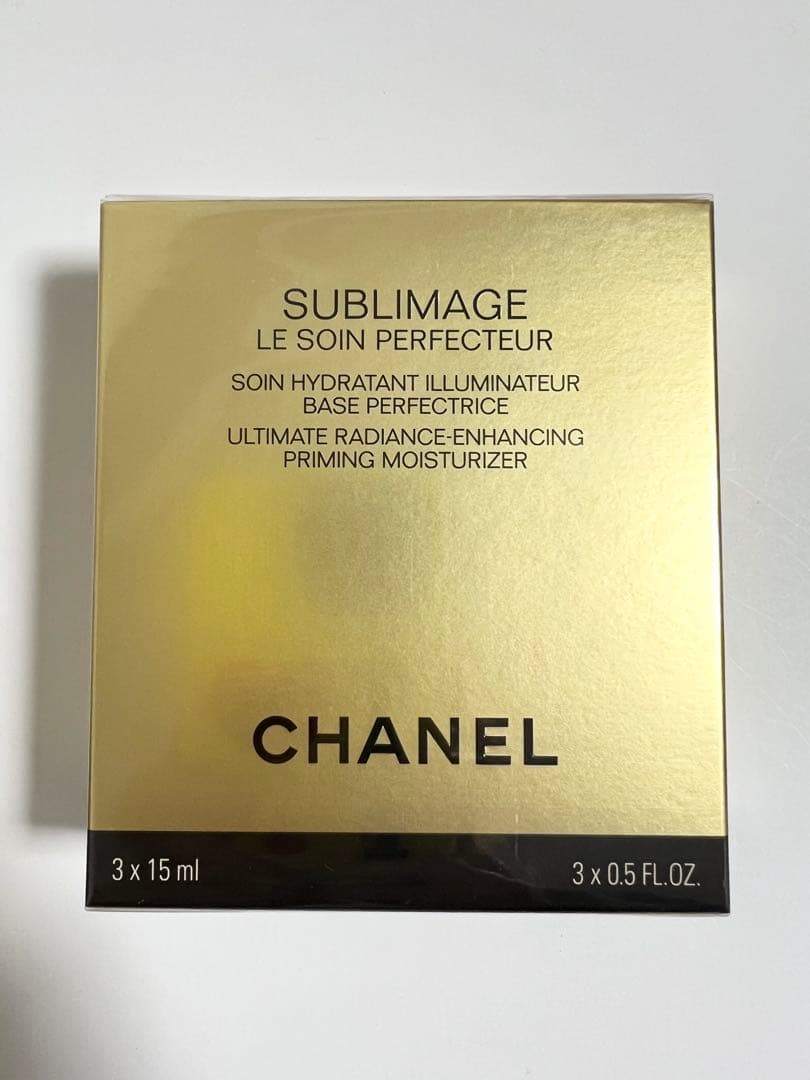 SUBLIMAGE
LE SOIN PERFECTEUR
SOIN HYDRATANT ILLUMINATEUR
BASE PERFECTRICE
ULTIMATE RADIANCE-ENHANCING
PRIMING MOISTURIZER
CHANEL
3 x 15 ml
3 x 0.5 FL.OZ.